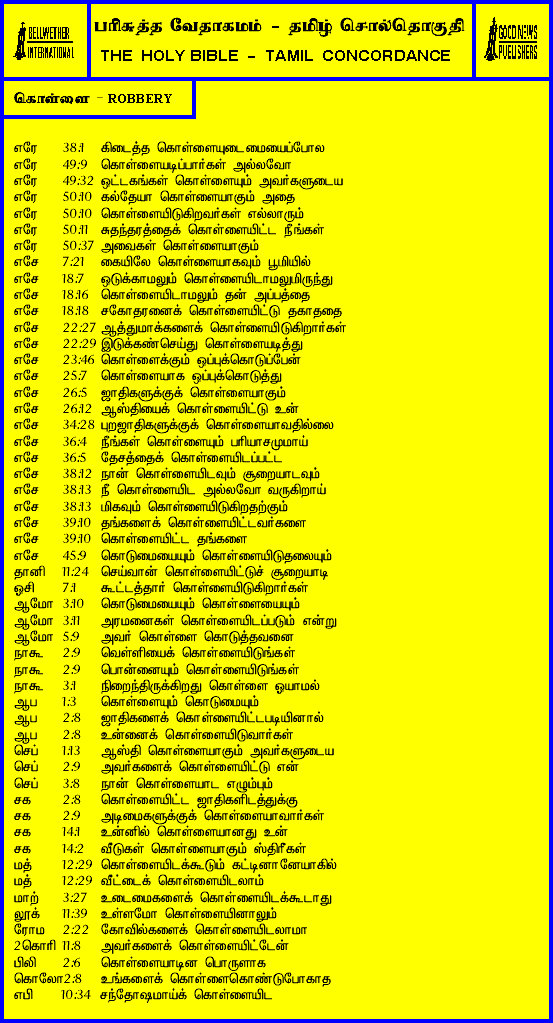 BELLWETHER INTERNATIONAL
பரிசுத்த வேதாகமம் - தமிழ் சொல்தொகுதி
THE HOLY BIBLE - TAMIL CONCORDANCE
GOOD NEWS PUBLISHERS
கொள்ளை - ROBBERY
எரே 38:1 கிடைத்த கொள்ளையுடைமையைப்போல
எரே 49:9 கொள்ளையடிப்பார்கள் அல்லவோ
எரே 49:32 ஒட்டகங்கள் கொள்ளையும் அவர்களுடைய
எரே 50:10 கல்தேயா கொள்ளையாகும் அதை
எரே 50:10 கொள்ளையிடுகிறவர்கள் எல்லாரும்
எரே 50:11 சுதந்தரத்தைக் கொள்ளையிட்ட நீங்கள்
எரே 50:37 அவைகள் கொள்ளையாகும்
எசே 7:21 கையிலே கொள்ளையாகவும் பூமியில்
எசே 18:7 ஒடுக்காமலும் கொள்ளையிடாமலுமிருந்து
எசே 18:16 கொள்ளையிடாமலும் தன் அப்பத்தை
எசே 18:18 சகோதரனைக் கொள்ளையிட்டு தகாததை
எசே 22:27 ஆத்துமாக்களைக் கொள்ளையிடுகிறார்கள்
எசே 22:29 இடுக்கண்செய்து கொள்ளையடித்து
எசே 23:46 கொள்ளைக்கும் ஒப்புக்கொடுப்பேன்
எசே 25:7 கொள்ளையாக ஒப்புக்கொடுத்து
எசே 26:5 ஜாதிகளுக்குக் கொள்ளையாகும்
எசே 26:12 ஆஸ்தியைக் கொள்ளையிட்டு உன்
எசே 34:28 புறஜாதிகளுக்குக் கொள்ளையாவதில்லை
எசே 36:4 நீங்கள் கொள்ளையும் பரியாசமுமாய்
எசே 36:5 தேசத்தைக் கொள்ளையிடப்பட்ட
எசே 38:12 நான் கொள்ளையிடவும் சூறையாடவும்
எசே 38:13 நீ கொள்ளையிட அல்லவோ வருகிறாய்
எசே 38:13 மிகவும் கொள்ளையிடுகிறதற்கும்
எசே 39:10 தங்களைக் கொள்ளையிட்டவர்களை
எசே 39:10 கொள்ளையிட்ட தங்களை
எசே 45:9 கொடுமையையும் கொள்ளையிடுதலையும்
தானி 11:24 செய்வான் கொள்ளையிட்டுச் சூறையாடி
ஓசி 7:1 கூட்டத்தார் கொள்ளையிடுகிறார்கள்
ஆமோ 3:10 கொடுமையையும் கொள்ளையையும்
ஆமோ 3:11 அரமனைகள் கொள்ளையிடப்படும் என்று
ஆமோ 5:9 அவர் கொள்ளை கொடுத்தவனை
நாகூ 2:9 வெள்ளியைக் கொள்ளையிடுங்கள்
நாகூ 2:9 பொன்னையும் கொள்ளையிடுங்கள்
நாகூ 3:1 நிறைந்திருக்கிறது கொள்ளை ஓயாமல்
ஆப 1:3 கொள்ளையும் கொடுமையும்
ஆப 2:8 ஜாதிகளைக் கொள்ளையிட்டபடியினால்
ஆப 2:8 உன்னைக் கொள்ளையிடுவார்கள்
செப் 1:13 ஆஸ்தி கொள்ளையாகும் அவர்களுடைய
செப் 2:9 அவர்களைக் கொள்ளையிட்டு என்
செப் 3:8 நான் கொள்ளையாட எழும்பும்
சக 2:8 கொள்ளையிட்ட ஜாதிகளிடத்துக்கு
சக 2:9 அடிமைகளுக்குக் கொள்ளையாவார்கள்
சக 14:1 உன்னில் கொள்ளையானது உன்
சக 14:2 வீடுகள் கொள்ளையாகும் ஸ்திரீகள்
மத் 12:29 கொள்ளையிடக்கூடும் கட்டினானேயாகில்
மத் 12:29 வீட்டைக் கொள்ளையிடலாம்
மாற் 3:27 உடைமைகளைக் கொள்ளையிடக்கூடாது
லூக் 11:39 உள்ளமோ கொள்ளையினாலும்
ரோம 2:22 கோவில்களைக் கொள்ளையிடலாமா
2கொரி 11:8 அவர்களைக் கொள்ளையிட்டேன்
பிலி 2:6 கொள்ளையாடின பொருளாக
கொலோ 2:8 உங்களைக் கொள்ளைகொண்டுபோகாத
எபி 10:34 சந்தோஷமாய்க் கொள்ளையிட